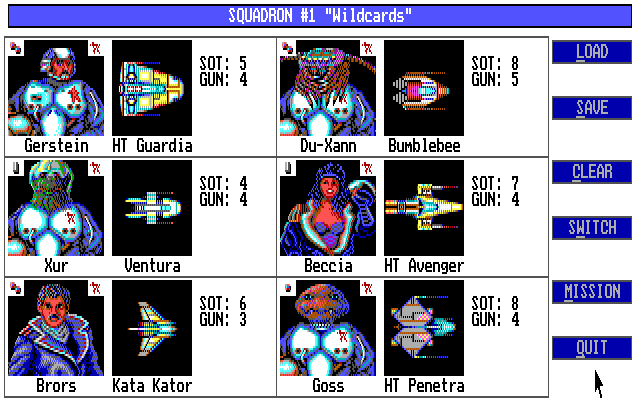 SQUADRON #1 "Wildcards"
SOT: 5
GUN: 4
Gerstein HT Guardia
SOT: 8
GUN: 5
Du-Xann Bumblebee
SOT: 4
GUN: 4
Xur Ventura
SOT: 7
GUN: 4
Beccia HT Avenger
SOT: 6
GUN: 3
Brors Kata Kator
SOT: 8
GUN: 4
Goss HT Penetra
LOAD
SAVE
CLEAR
SWITCH
MISSION
QUIT